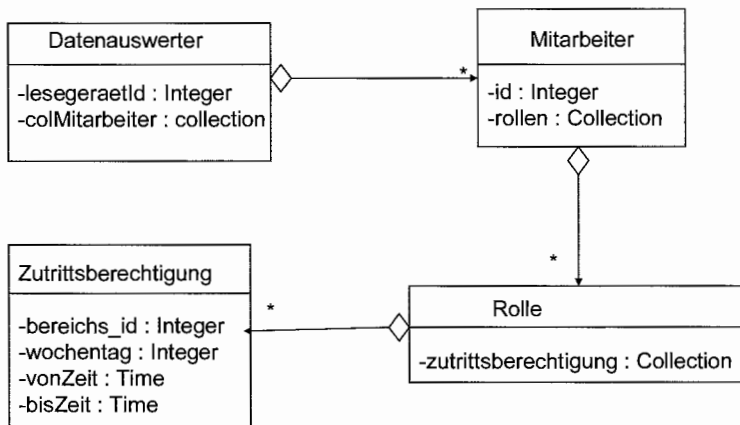 Datenauswerter
-lesegeraetId : Integer
-colMitarbeiter : collection
*
Mitarbeiter
-id : Integer
-rollen : Collection
*
Zutrittsberechtigung
-bereichs_id : Integer
-wochentag : Integer
-vonZeit : Time
-bisZeit : Time
*
Rolle
-zutrittsberechtigung : Collection